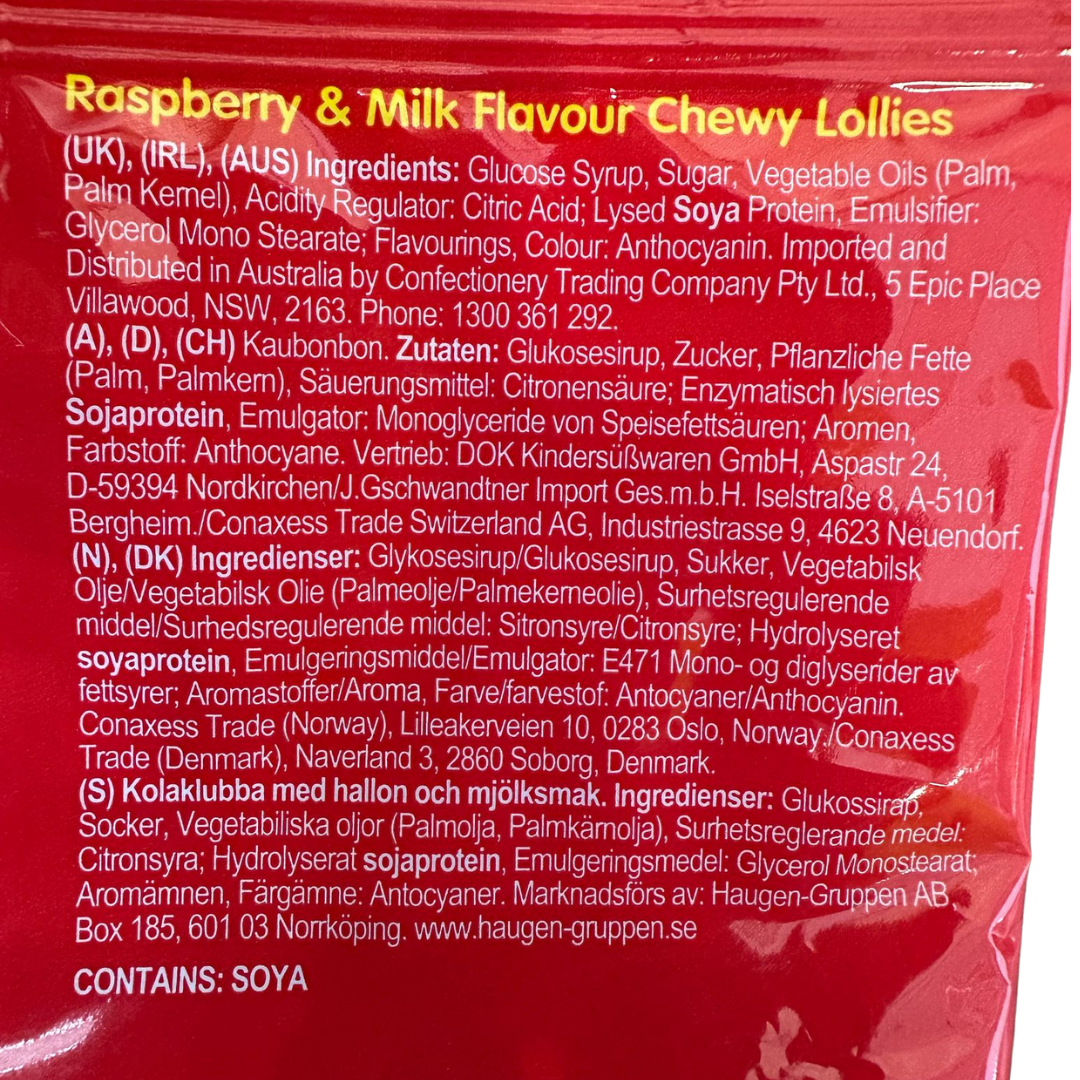 Raspberry & Milk Flavour Chewy Lollies
(UK), (IRL), (AUS) Ingredients: Glucose Syrup, Sugar, Vegetable Oils (Palm,
Palm Kernel), Acidity Regulator: Citric Acid; Lysed Soya Protein, Emulsifier:
Glycerol Mono Stearate; Flavourings, Colour: Anthocyanin. Imported and
Distributed in Australia by Confectionery Trading Company Pty Ltd., 5 Epic Place
Villawood, NSW, 2163. Phone: 1300 361 292.
(A), (D), (CH) Kaubonbon. Zutaten: Glukosesirup, Zucker, Pflanzliche Fette
(Palm, Palmkern), Säuerungsmittel: Citronensäure; Enzymatisch lysiertes
Sojaprotein, Emulgator: Monoglyceride von Speisefettsäuren; Aromen,
Farbstoff: Anthocyane. Vertrieb: DOK Kindersüßwaren GmbH, Aspastr 24,
D-59394 Nordkirchen/J.Gschwandtner Import Ges.m.b.H. Iselstraße 8, A-5101
Bergheim./Conaxess Trade Switzerland AG, Industriestrasse 9, 4623 Neuendorf.
(N), (DK) Ingredienser: Glykosesirup/Glukosesirup, Sukker, Vegetabilsk
Olje/Vegetabilsk Olie (Palmeolje/Palmekerneolie), Surhetsregulerende
middel/Surhedsregulerende middel: Sitronsyre/Citronsyre; Hydrolyseret
soyaprotein, Emulgeringsmiddel/Emulgator: E471 Mono- og diglyserider av
fettsyrer; Aromastoffer/Aroma, Farve/farvestof: Antocyaner/Anthocyanin.
Conaxess Trade (Norway), Lilleakerveien 10, 0283 Oslo, Norway./Conaxess
Trade (Denmark), Naverland 3, 2860 Soborg, Denmark.
(S) Kolaklubba med hallon och mjölksmak. Ingredienser: Glukossirap,
Socker, Vegetabiliska oljor (Palmolja, Palmkärnolja), Surhetsreglerande medel:
Citronsyra; Hydrolyserat sojaprotein, Emulgeringsmedel: Glycerol Monostearat;
Aromämnen, Färgämne: Antocyaner. Marknadsförs av: Haugen-Gruppen AB,
Box 185, 601 03 Norrköping. www.haugen-gruppen.se
CONTAINS: SOYA